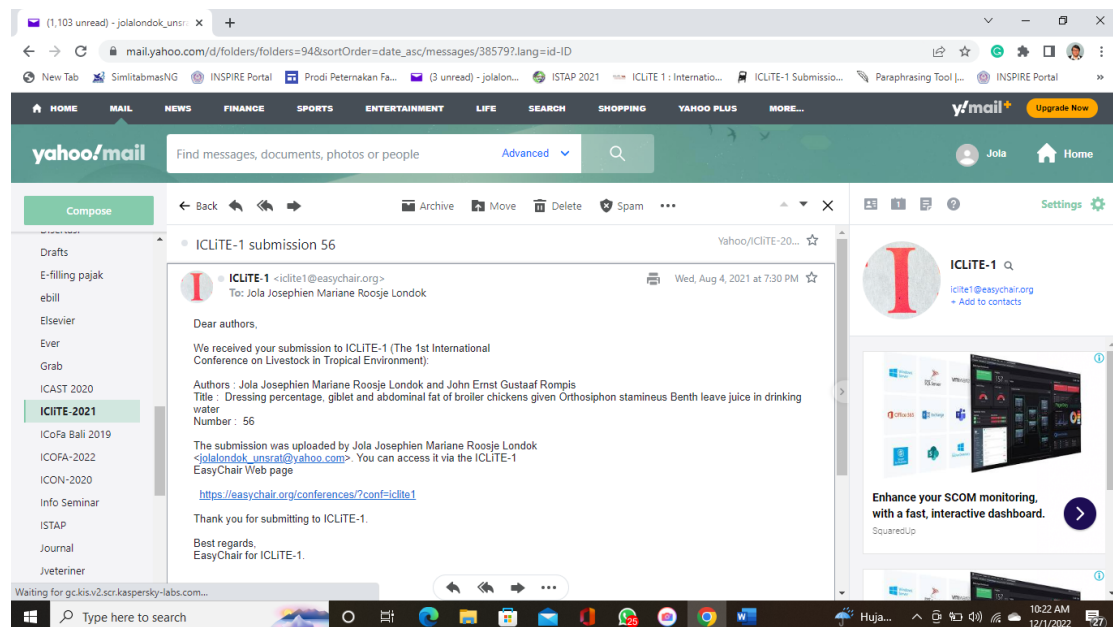 (1,103 unread) - jolalondok_unsr
mail.yahoo.com/d/folders/folders=94&sortOrder=date_asc/messages/38579?.lang=id-ID
New Tab SimlitabmasNG INSPIRE Portal Prodi Peternakan Fa... (3 unread) - jolalon... ISTAP 2021 ICLiTE 1 : Internatio... ICLiTE-1 Submissio... Paraphrasing Tool |... INSPIRE Portal »
HOME MAIL NEWS FINANCE SPORTS ENTERTAINMENT LIFE SEARCH SHOPPING YAHOO PLUS MORE... y!mail+ Upgrade Now
yahoo!mail Find messages, documents, photos or people Advanced Jola Home
Compose Back Archive Move Delete Spam ••• Settings
Drafts
E-filling pajak
ebill
Elsevier
Ever
Grab
ICAST 2020
ICliTE-2021
ICoFa Bali 2019
ICOFA-2022
ICON-2020
Info Seminar
ISTAP
Journal
Jveteriner
ICLiTE-1 submission 56 Yahoo/ICliTE-20...
I
ICLiTE-1 <iclite1@easychair.org> Wed, Aug 4, 2021 at 7:30 PM
To: Jola Josephien Mariane Roosje Londok
Dear authors,
We received your submission to ICLiTE-1 (The 1st International
Conference on Livestock in Tropical Environment):
Authors : Jola Josephien Mariane Roosje Londok and John Ernst Gustaaf Rompis
Title : Dressing percentage, giblet and abdominal fat of broiler chickens given Orthosiphon stamineus Benth leave juice in drinking
water
Number : 56
The submission was uploaded by Jola Josephien Mariane Roosje Londok
<jolalondok_unsrat@yahoo.com>. You can access it via the ICLiTE-1
EasyChair Web page
https://easychair.org/conferences/?conf=iclite1
Thank you for submitting to ICLiTE-1.
Best regards,
EasyChair for ICLiTE-1.
I
ICLiTE-1
iclite1@easychair.org
+ Add to contacts
Office 365
Enhance your SCOM monitoring,
with a fast, interactive dashboard.
SquaredUp
Waiting for gc.kis.v2.scr.kaspersky-labs.com...
Type here to search 25 Huja... 10:22 AM
12/1/2022 27